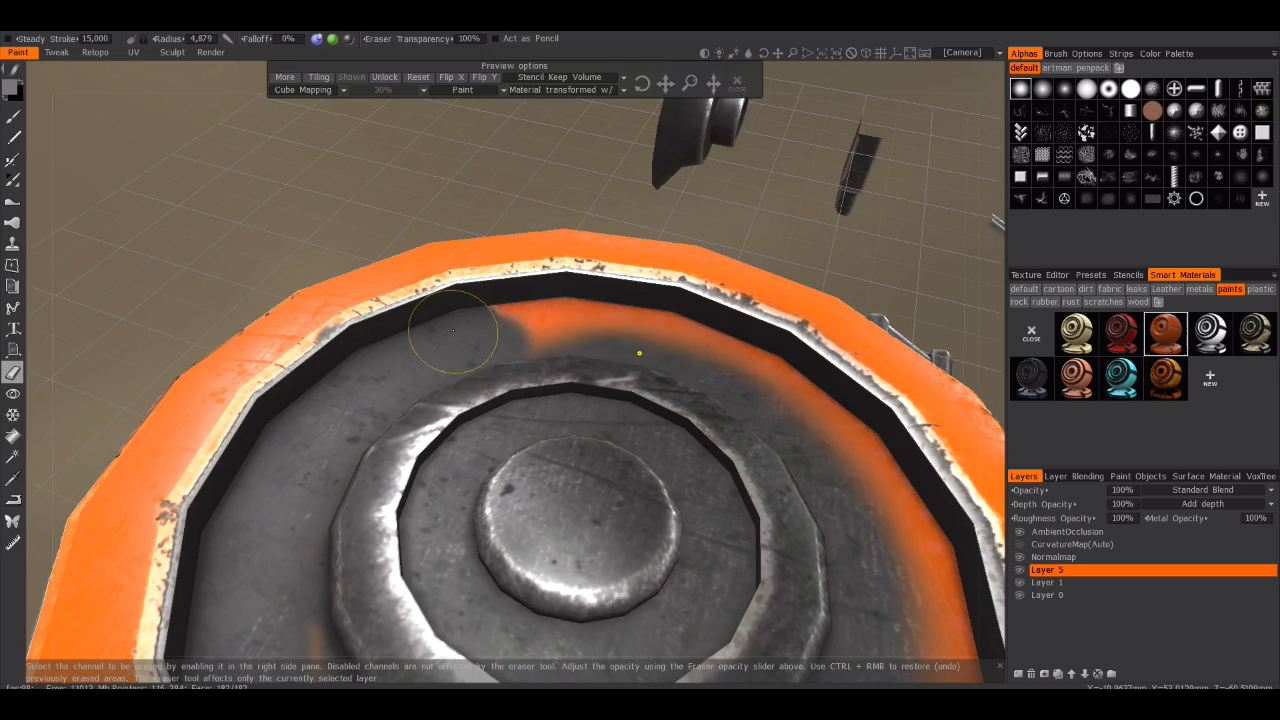 Steady Stroke 15,000 Radius 4,879 Falloff 0% Eraser Transparency 100% Act as Pencil
Paint Tweak Retopo UV Sculpt Render [Camera]
Preview options
More Tiling Shown Unlock Reset Flip X Flip Y Stencil Keep Volume
Cube Mapping 30% Paint Material transformed w/ CLOSE
Alphas Brush Options Strips Color Palette
default artman penpack
NEW
Texture Editor Presets Stencils Smart Materials
default cartoon dirt fabric leaks Leather metals paints plastic
rock rubber rust scratches wood
CLOSE
NEW
Layers Layer Blending Paint Objects Surface Material VoxTree
Opacity 100% Standard Blend
Depth Opacity 100% Add depth
Roughness Opacity 100% Metal Opacity 100%
AmbientOcclusion
CurvatureMap(Auto)
Normalmap
Layer 5
Layer 1
Layer 0
Select the channel to be erased by enabling it in the right side pane. Disabled channels are not affected by the eraser tool. Adjust the opacity using the Eraser opacity slider above. Use CTRL + RMB to restore (undo)
previously erased areas. The eraser tool affects only the currently selected layer